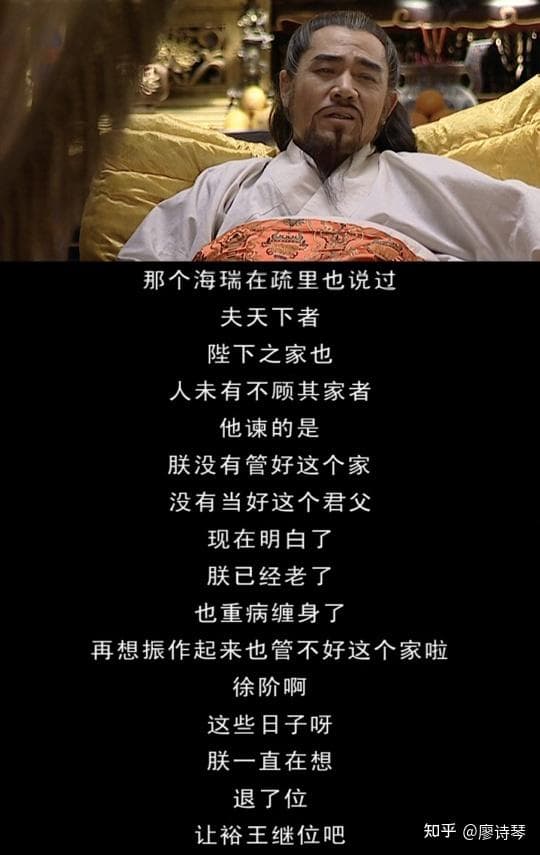 那个海瑞在疏里也说过
夫天下者
陛下之家也
人未有不顾其家者
他谏的是
朕没有管好这个家
没有当好这个君父
现在明白了
朕已经老了
也重病缠身了
再想振作起来也管不好这个家啦
徐阶啊
这些日子呀
朕一直在想
退了位
让裕王继位吧
知乎 @廖诗琴